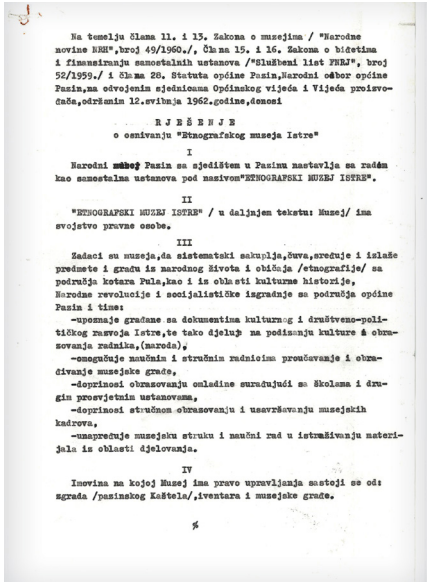 Na temelju člana 11. i 13. Zakona o muzejima / "Narodne
novine NRH", broj 49/1960./, Člana 15. i 16. Zakona o biđetima
i finansiranju samostalnih ustanova /"Službeni list FNRJ", broj
52/1959./ i člana 28. Statuta općine Pazin, Narodni odbor općine
Pazin, na odvojenim sjednicama Općinskog vijeća i Vijeća proizvo-
đača, održanim 12. svibnja 1962. godine, donosi
R J E Š E N J E
o osnivanju "Etnografskog muzeja Istre"
I
Narodni muzej Pazin sa sjedištem u Pazinu nastavlja sa radom
kao samostalna ustanova pod nazivom "ETNOGRAFSKI MUZEJ ISTRE".
II
"ETNOGRAFSKI MUZEJ ISTRE" / u daljnjem tekstu: Muzej/ ima
svojstvo pravne osobe.
III
Zadaci su muzeja, da sistematski sakuplja, čuva, sređuje i izlaže
predmete i građu iz narodnog života i običaja /etnografije/ sa
područja kotara Pula, kao i iz oblasti kulturne historije,
Narodne revolucije i socijalističke izgradnje sa područja općine
Pazin i time:
-upoznaje građane sa dokumentima kulturnog i društveno-poli-
tičkog razvoja Istre, te tako djeluje na podizanju kulture i obra-
zovanja radnika, (naroda),
-omogućuje naučnim i stručnim radnicima proučavanje i obra-
đivanje muzejske građe,
-doprinosi obrazovanju omladine surađujući sa školama i dru-
gim prosvjetnim ustanovama,
-doprinosi stručnom obrazovanju i usavršavanju muzejskih
kadrova,
-unapređuje muzejsku struku i naučni rad u istraživanju materi-
jala iz oblasti djelovanja.
IV
Imovina na kojoj Muzej ima pravo upravljanja sastoji se od:
zgrada /pazinskog Kaštela/, iventara i muzejske građe.
%